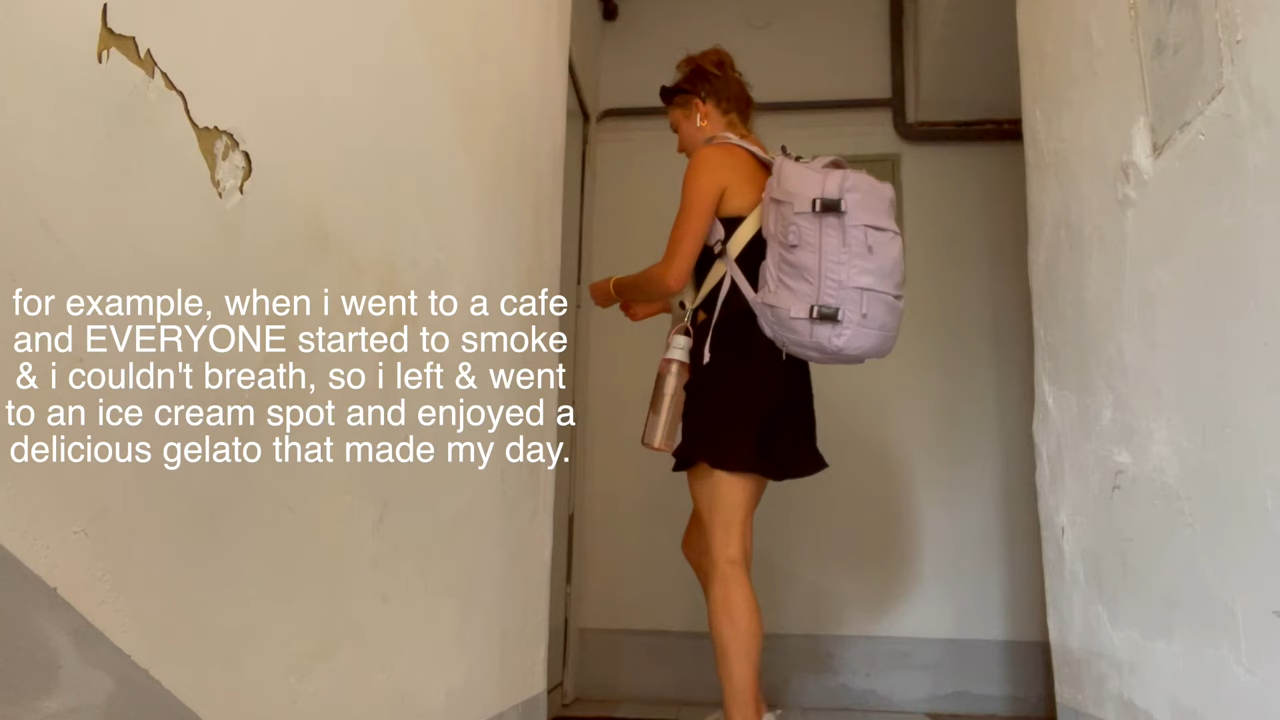 for example, when i went to a cafe
and EVERYONE started to smoke
& i couldn't breath, so i left & went
to an ice cream spot and enjoyed a
delicious gelato that made my day.